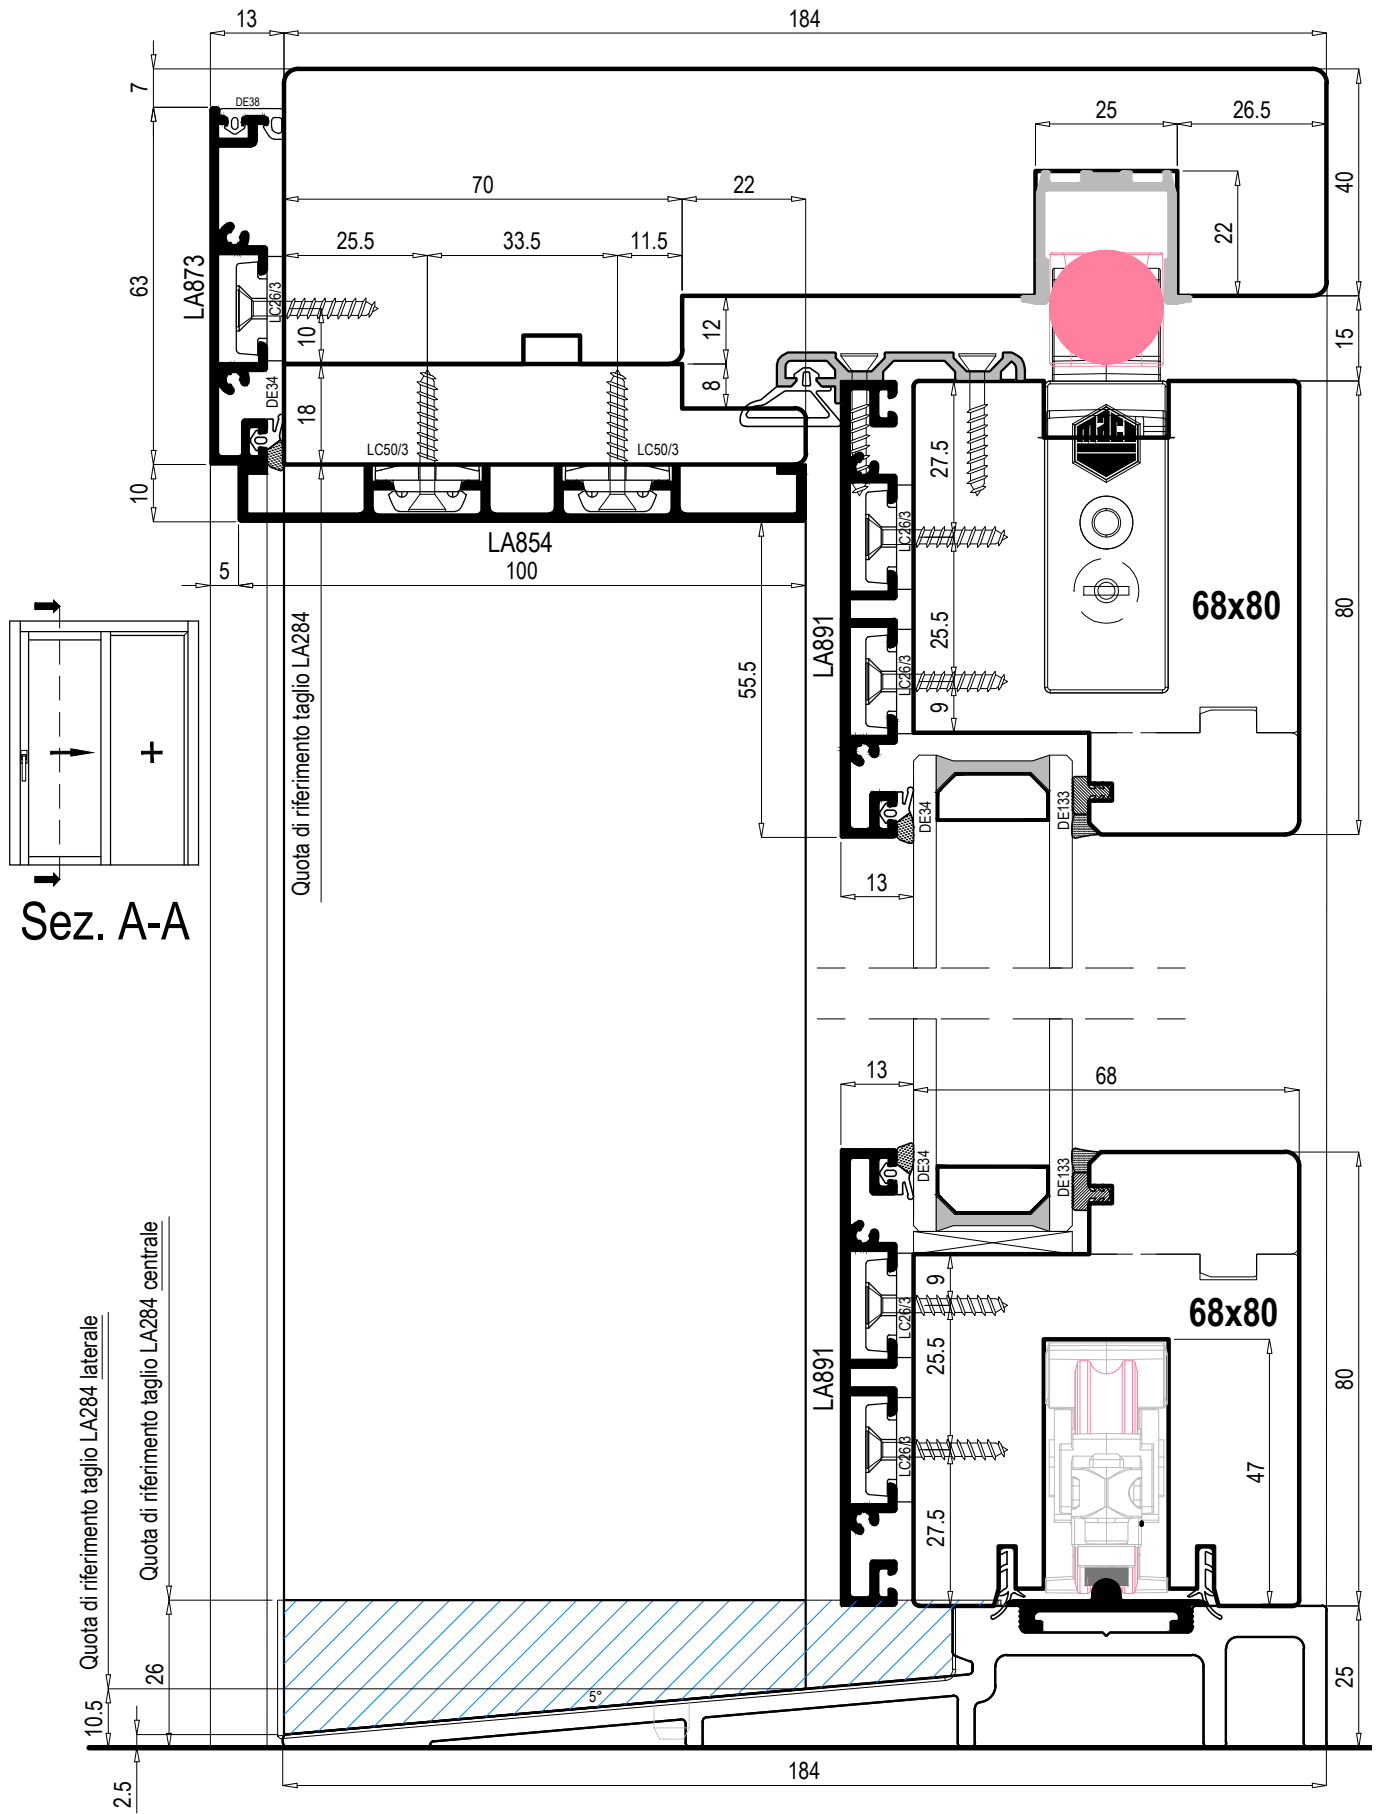 13
184
7
DE38
25
26.5
40
70
22
22
25.5
33.5
11.5
LA873
63
LC26/3
10
12
15
DE34
8
18
LC50/3
LC50/3
maco
27.5
10
LA854
LC26/3
5
100
68x80
80
25.5
LA891
Quota di riferimento taglio LA284
LC26/3
55.5
9
DE34
DE133
13
Sez. A-A
13
68
DE34
DE133
9
68x80
LC26/3
25.5
LA891
80
Quota di riferimento taglio LA284 centrale
Quota di riferimento taglio LA284 laterale
LC26/3
47
27.5
26
25
5°
10.5
2.5
184